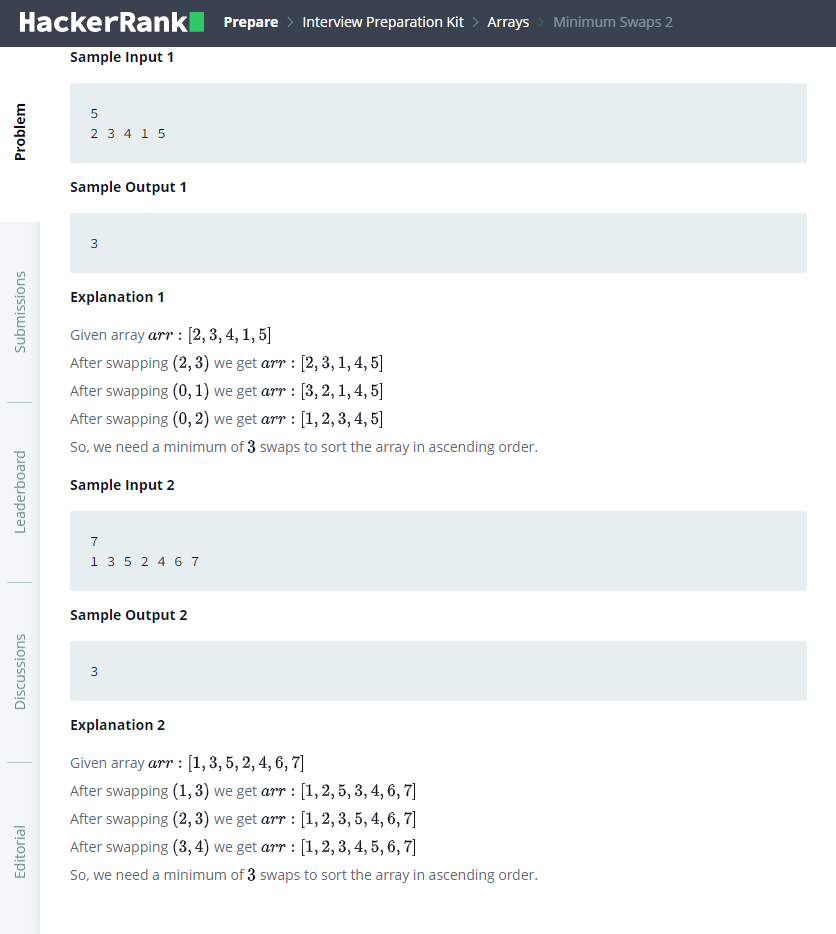 HackerRank Prepare > Interview Preparation Kit > Arrays > Minimum Swaps 2
Problem
Submissions
Leaderboard
Discussions
Editorial
Sample Input 1
5
2 3 4 1 5
Sample Output 1
3
Explanation 1
Given array arr : [2, 3, 4, 1, 5]
After swapping (2, 3) we get arr : [2, 3, 1, 4, 5]
After swapping (0, 1) we get arr : [3, 2, 1, 4, 5]
After swapping (0, 2) we get arr : [1, 2, 3, 4, 5]
So, we need a minimum of 3 swaps to sort the array in ascending order.
Sample Input 2
7
1 3 5 2 4 6 7
Sample Output 2
3
Explanation 2
Given array arr : [1, 3, 5, 2, 4, 6, 7]
After swapping (1, 3) we get arr : [1, 2, 5, 3, 4, 6, 7]
After swapping (2, 3) we get arr : [1, 2, 3, 5, 4, 6, 7]
After swapping (3, 4) we get arr : [1, 2, 3, 4, 5, 6, 7]
So, we need a minimum of 3 swaps to sort the array in ascending order.